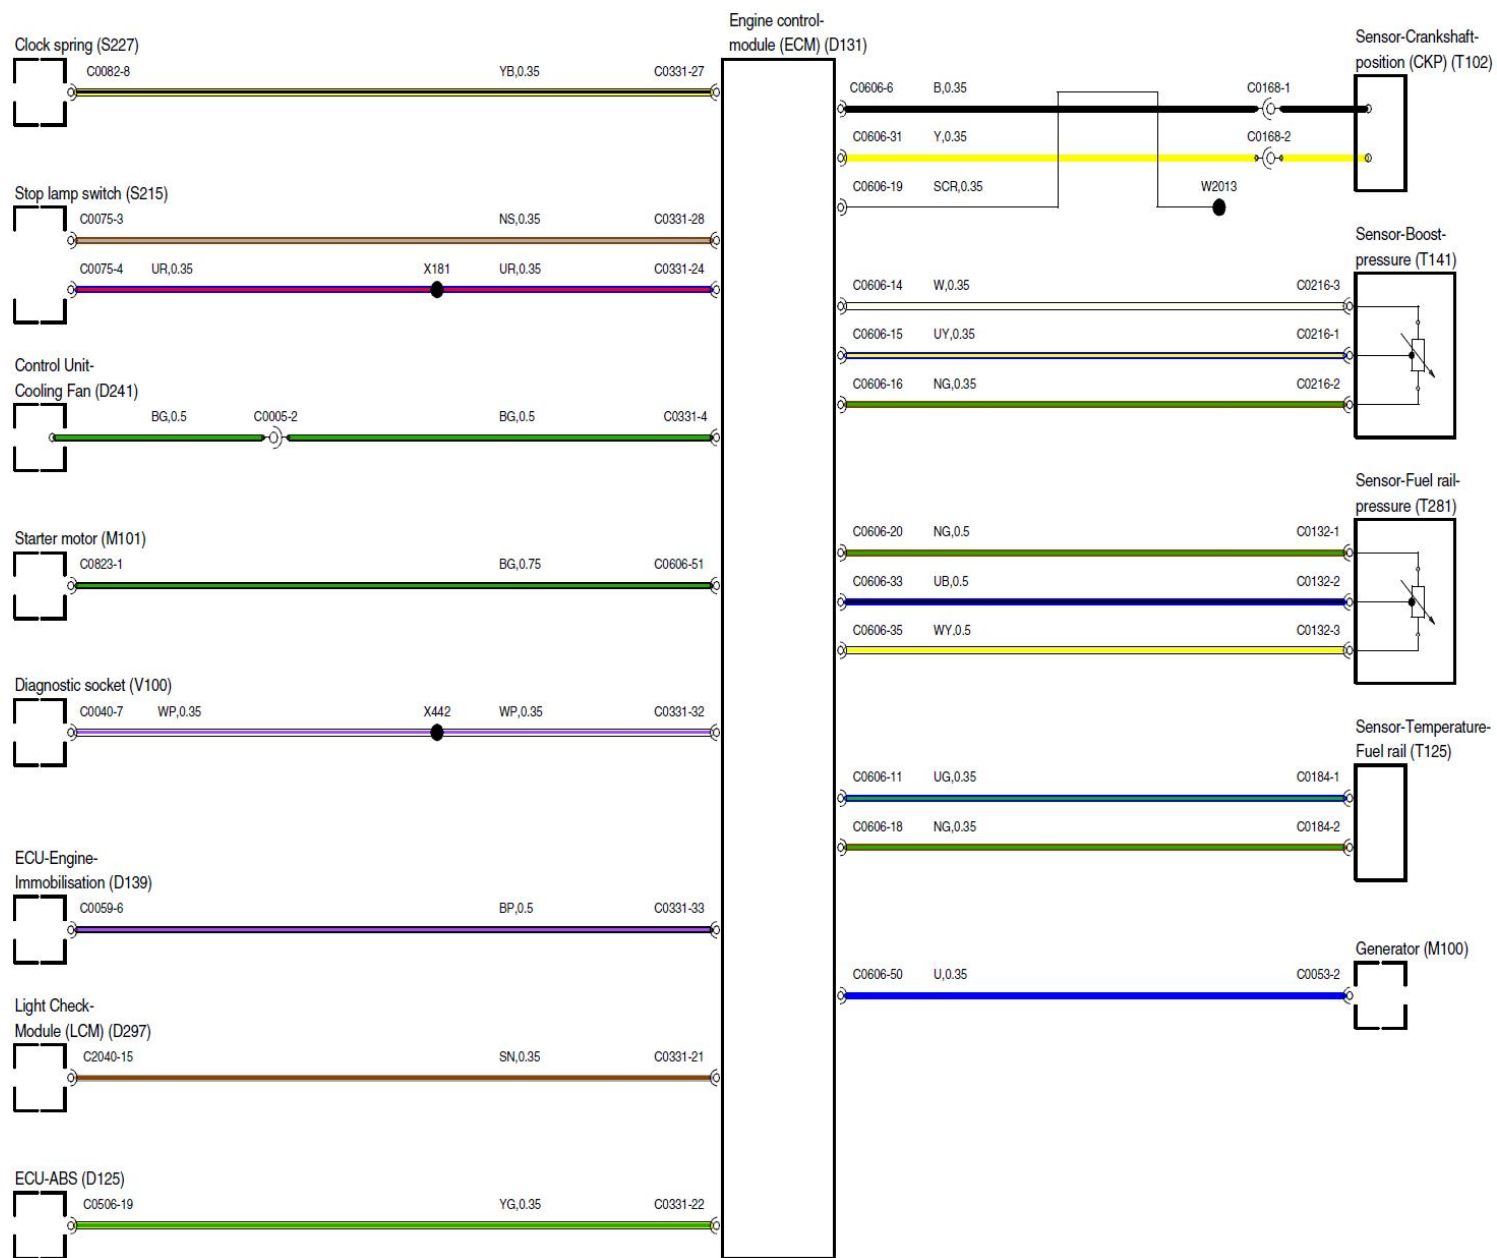 Engine control-
module (ECM) (D131)
Clock spring (S227)
C0082-8 YB,0.35 C0331-27
Stop lamp switch (S215)
C0075-3 NS,0.35 C0331-28
C0075-4 UR,0.35 X181 UR,0.35 C0331-24
Control Unit-
Cooling Fan (D241)
BG,0.5 C0005-2 BG,0.5 C0331-4
Starter motor (M101)
C0823-1 BG,0.75 C0606-51
Diagnostic socket (V100)
C0040-7 WP,0.35 X442 WP,0.35 C0331-32
ECU-Engine-
Immobilisation (D139)
C0059-6 BP,0.5 C0331-33
Light Check-
Module (LCM) (D297)
C2040-15 SN,0.35 C0331-21
ECU-ABS (D125)
C0506-19 YG,0.35 C0331-22
Sensor-Crankshaft-
position (CKP) (T102)
C0606-6 B,0.35 C0168-1
C0606-31 Y,0.35 C0168-2
C0606-19 SCR,0.35 W2013
Sensor-Boost-
pressure (T141)
C0606-14 W,0.35 C0216-3
C0606-15 UY,0.35 C0216-1
C0606-16 NG,0.35 C0216-2
Sensor-Fuel rail-
pressure (T281)
C0606-20 NG,0.5 C0132-1
C0606-33 UB,0.5 C0132-2
C0606-35 WY,0.5 C0132-3
Sensor-Temperature-
Fuel rail (T125)
C0606-11 UG,0.35 C0184-1
C0606-18 NG,0.35 C0184-2
Generator (M100)
C0606-50 U,0.35 C0053-2